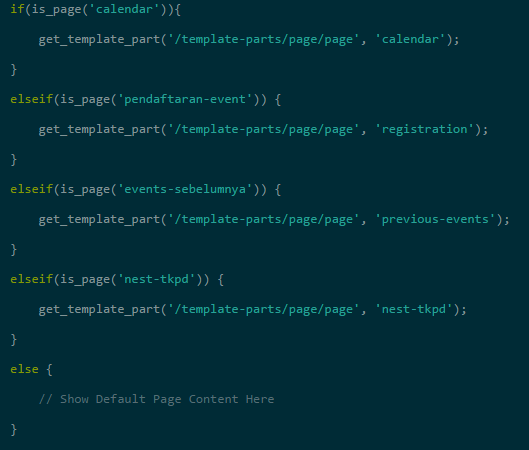 if(is_page('calendar')){
get_template_part('/template-parts/page/page', 'calendar');
}
elseif(is_page('pendaftaran-event')) {
get_template_part('/template-parts/page/page', 'registration');
}
elseif(is_page('events-sebelumnya')) {
get_template_part('/template-parts/page/page', 'previous-events');
}
elseif(is_page('nest-tkpd')) {
get_template_part('/template-parts/page/page', 'nest-tkpd');
}
else {
// Show Default Page Content Here
}